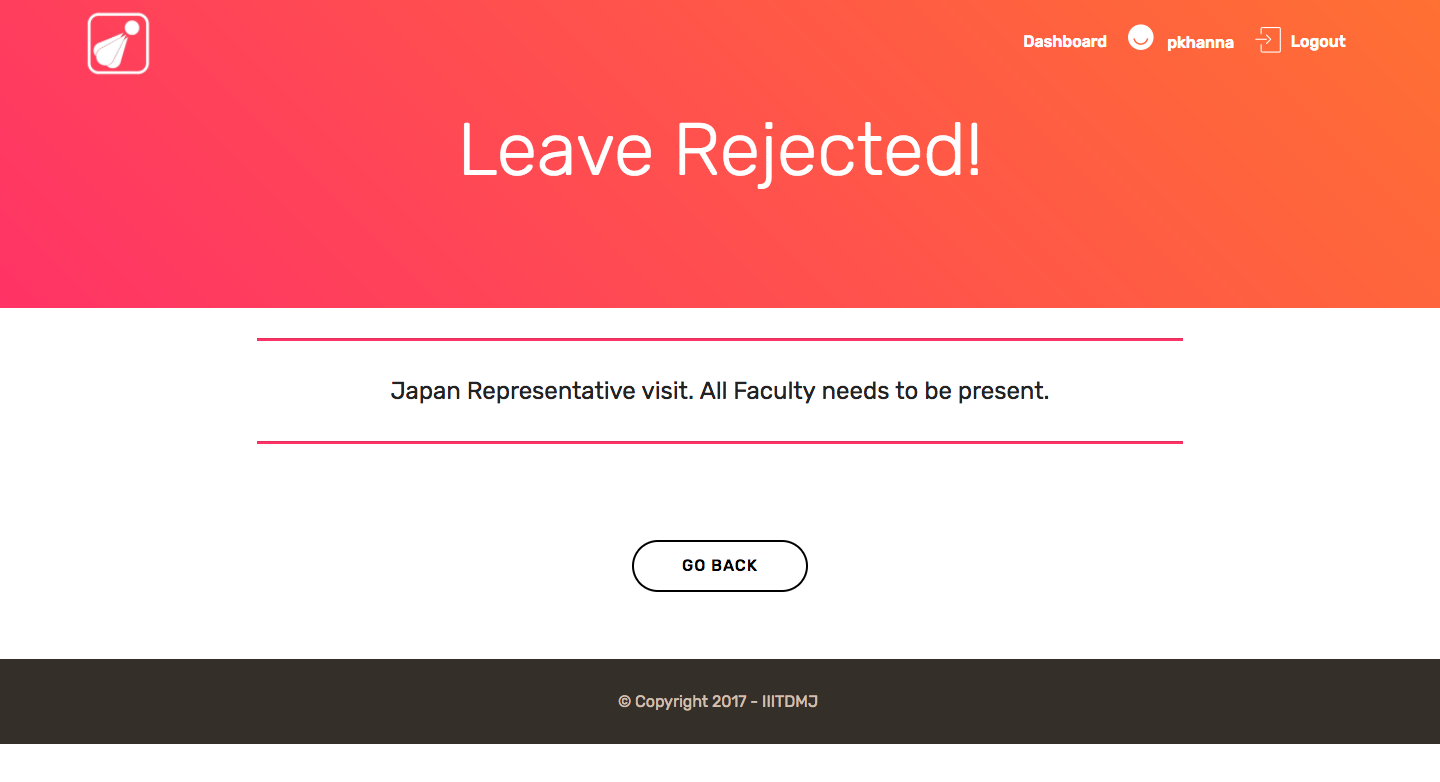 Dashboard pkhanna Logout
Leave Rejected!
Japan Representative visit. All Faculty needs to be present.
GO BACK
© Copyright 2017 - IIITDMJ